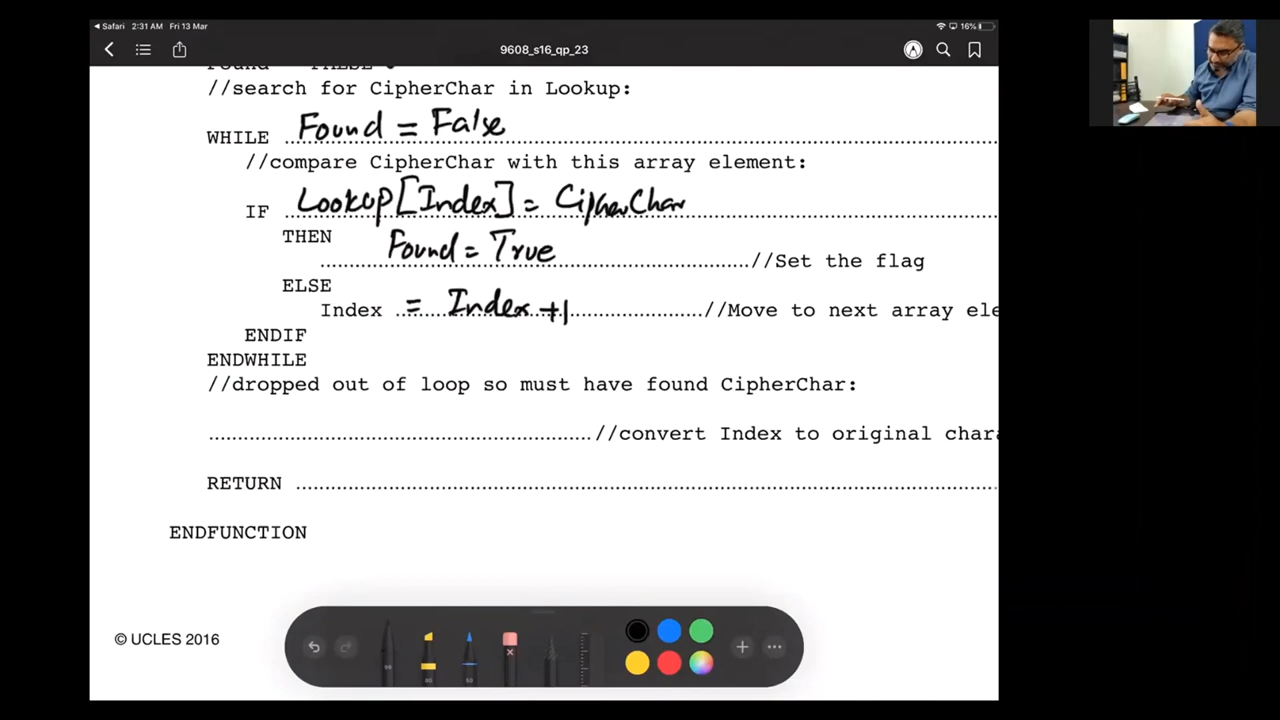 Safari 2:31 AM Fri 13 Mar 16%
9608_s16_qp_23
//search for CipherChar in Lookup:
WHILE Found = False
//compare CipherChar with this array element:
IF Lookup[Index] = CipherChar
THEN
Found = True //Set the flag
ELSE
Index = Index +1 //Move to next array ele
ENDIF
ENDWHILE
//dropped out of loop so must have found CipherChar:
//convert Index to original chara
RETURN
ENDFUNCTION
© UCLES 2016